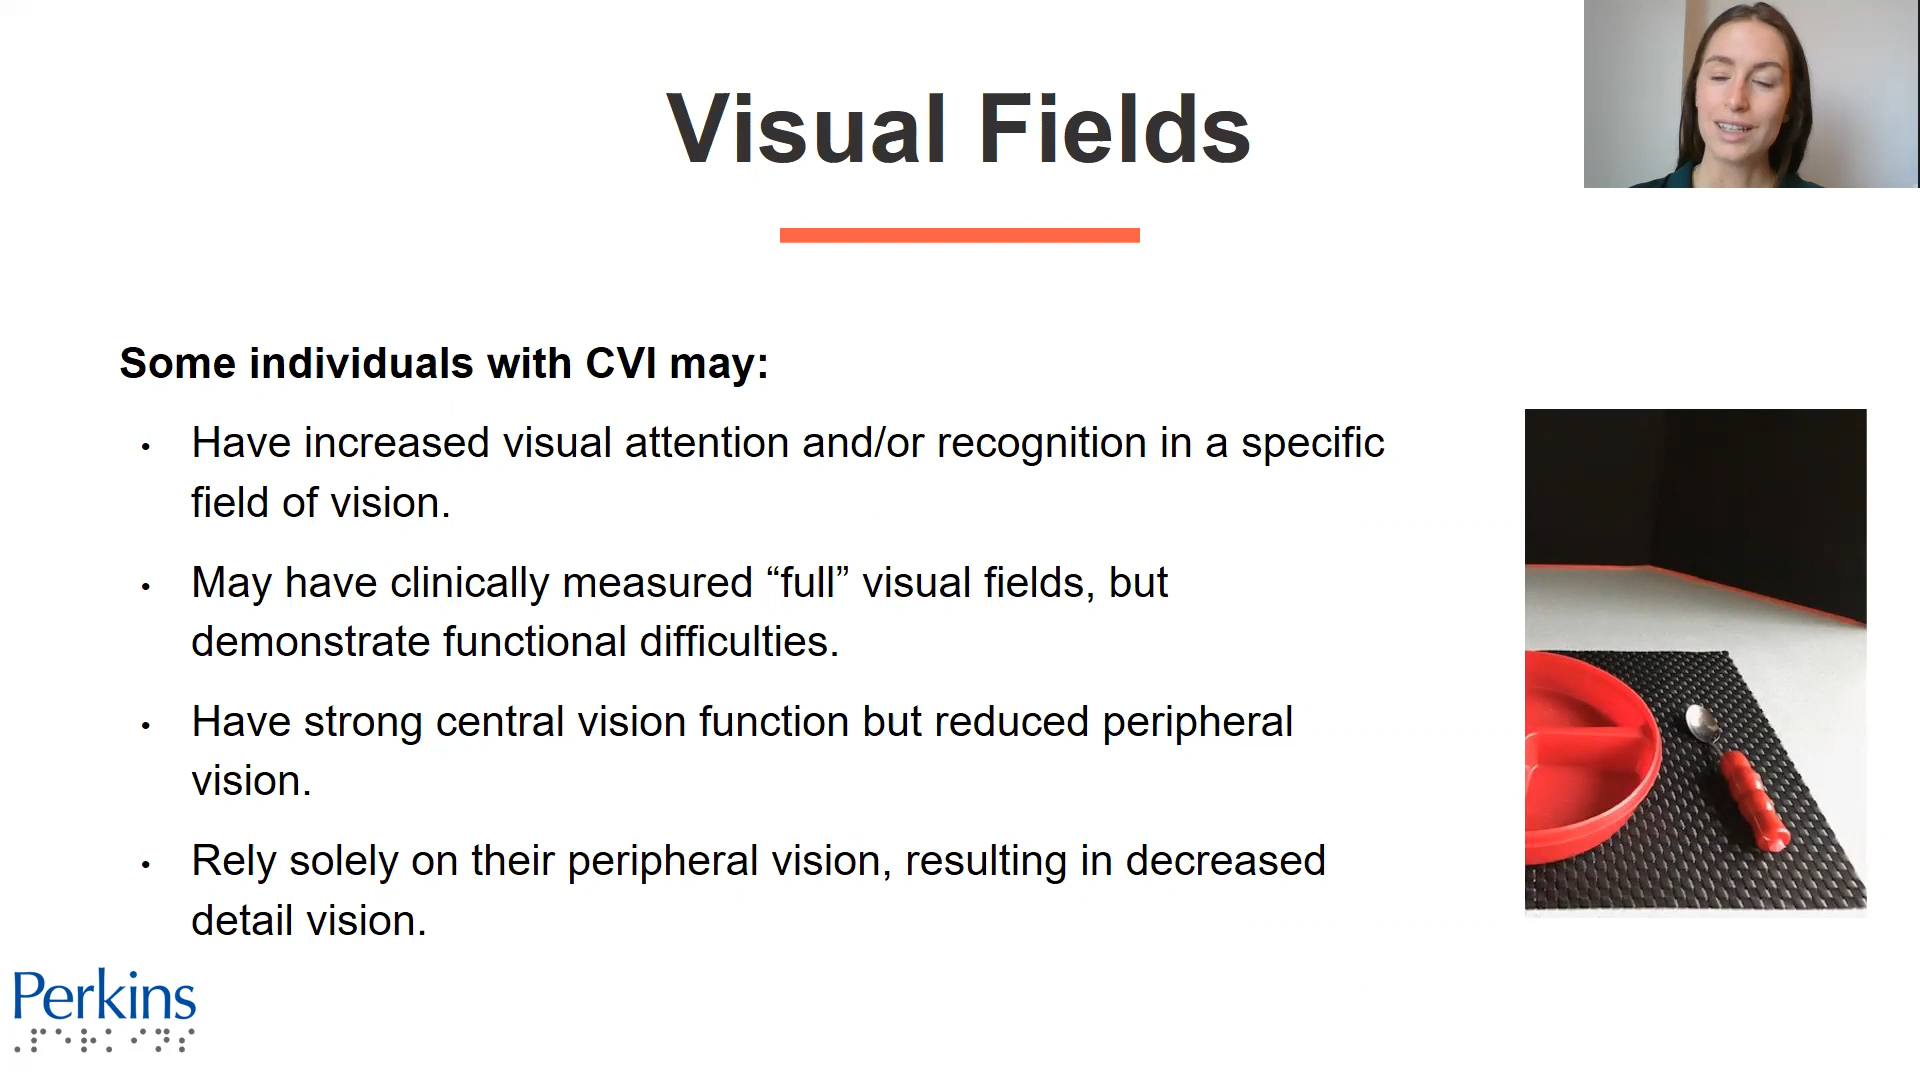 Visual Fields
Some individuals with CVI may:
• Have increased visual attention and/or recognition in a specific
field of vision.
• May have clinically measured “full” visual fields, but
demonstrate functional difficulties.
• Have strong central vision function but reduced peripheral
vision.
• Rely solely on their peripheral vision, resulting in decreased
detail vision.
Perkins
⠠⠏⠑⠗⠅⠊⠝⠎